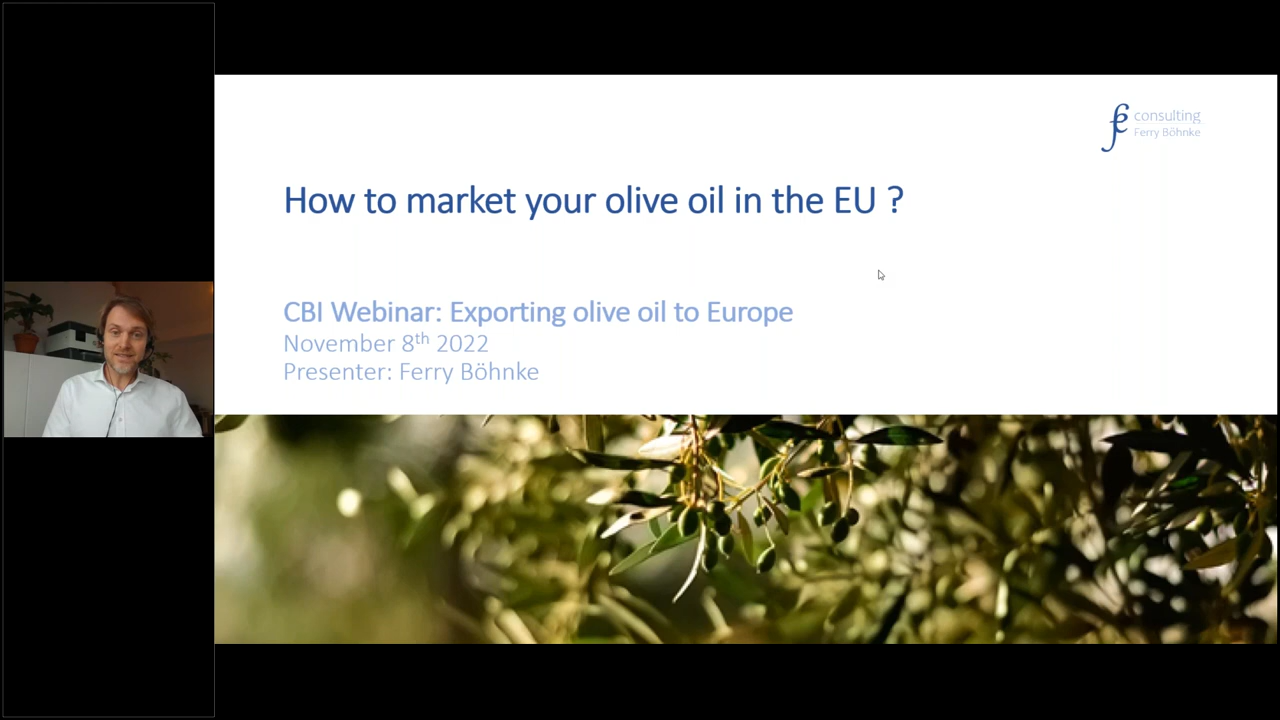 consulting
Ferry Böhnke
How to market your olive oil in the EU ?
CBI Webinar: Exporting olive oil to Europe
November 8th 2022
Presenter: Ferry Böhnke